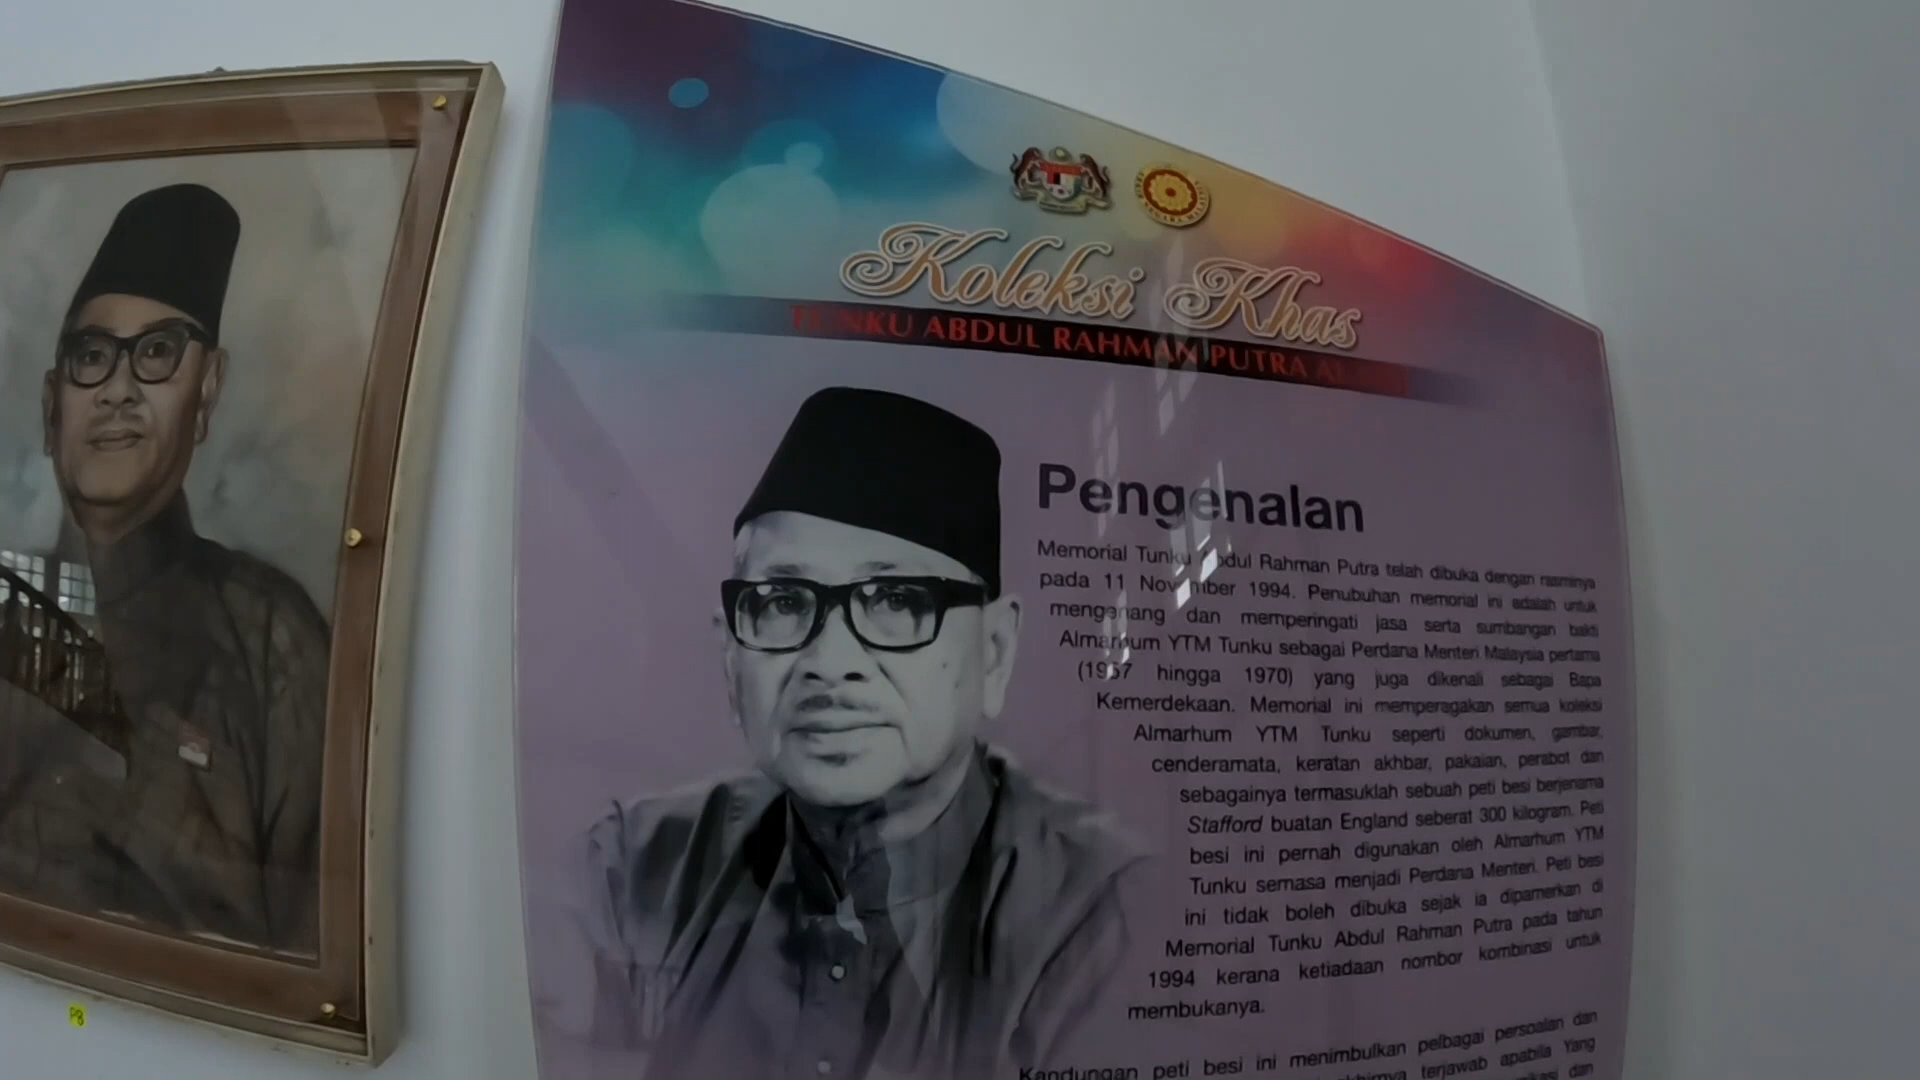 Koleksi Khas
TUNKU ABDUL RAHMAN PUTRA
Pengenalan
Memorial Tunku Abdul Rahman Putra telah dibuka dengan rasminya
pada 11 November 1994. Penubuhan memorial ini adalah untuk
mengenang dan memperingati jasa serta sumbangan bakti
Almarhum YTM Tunku sebagai Perdana Menteri Malaysia pertama
(1957 hingga 1970) yang juga dikenali sebagai Bapa
Kemerdekaan. Memorial ini memperagakan semua koleksi
Almarhum YTM Tunku seperti dokumen, gambar,
cenderamata, keratan akhbar, pakaian, perabot dan
sebagainya termasuklah sebuah peti besi berjenama
Stafford buatan England seberat 300 kilogram. Peti
besi ini pernah digunakan oleh Almarhum YTM
Tunku semasa menjadi Perdana Menteri. Peti besi
ini tidak boleh dibuka sejak ia dipamerkan di
Memorial Tunku Abdul Rahman Putra pada tahun
1994 kerana ketiadaan nombor kombinasi untuk
membukanya.
Kandungan peti besi ini menimbulkan pelbagai persoalan dan
terjawab apabila Yang
dan
P8